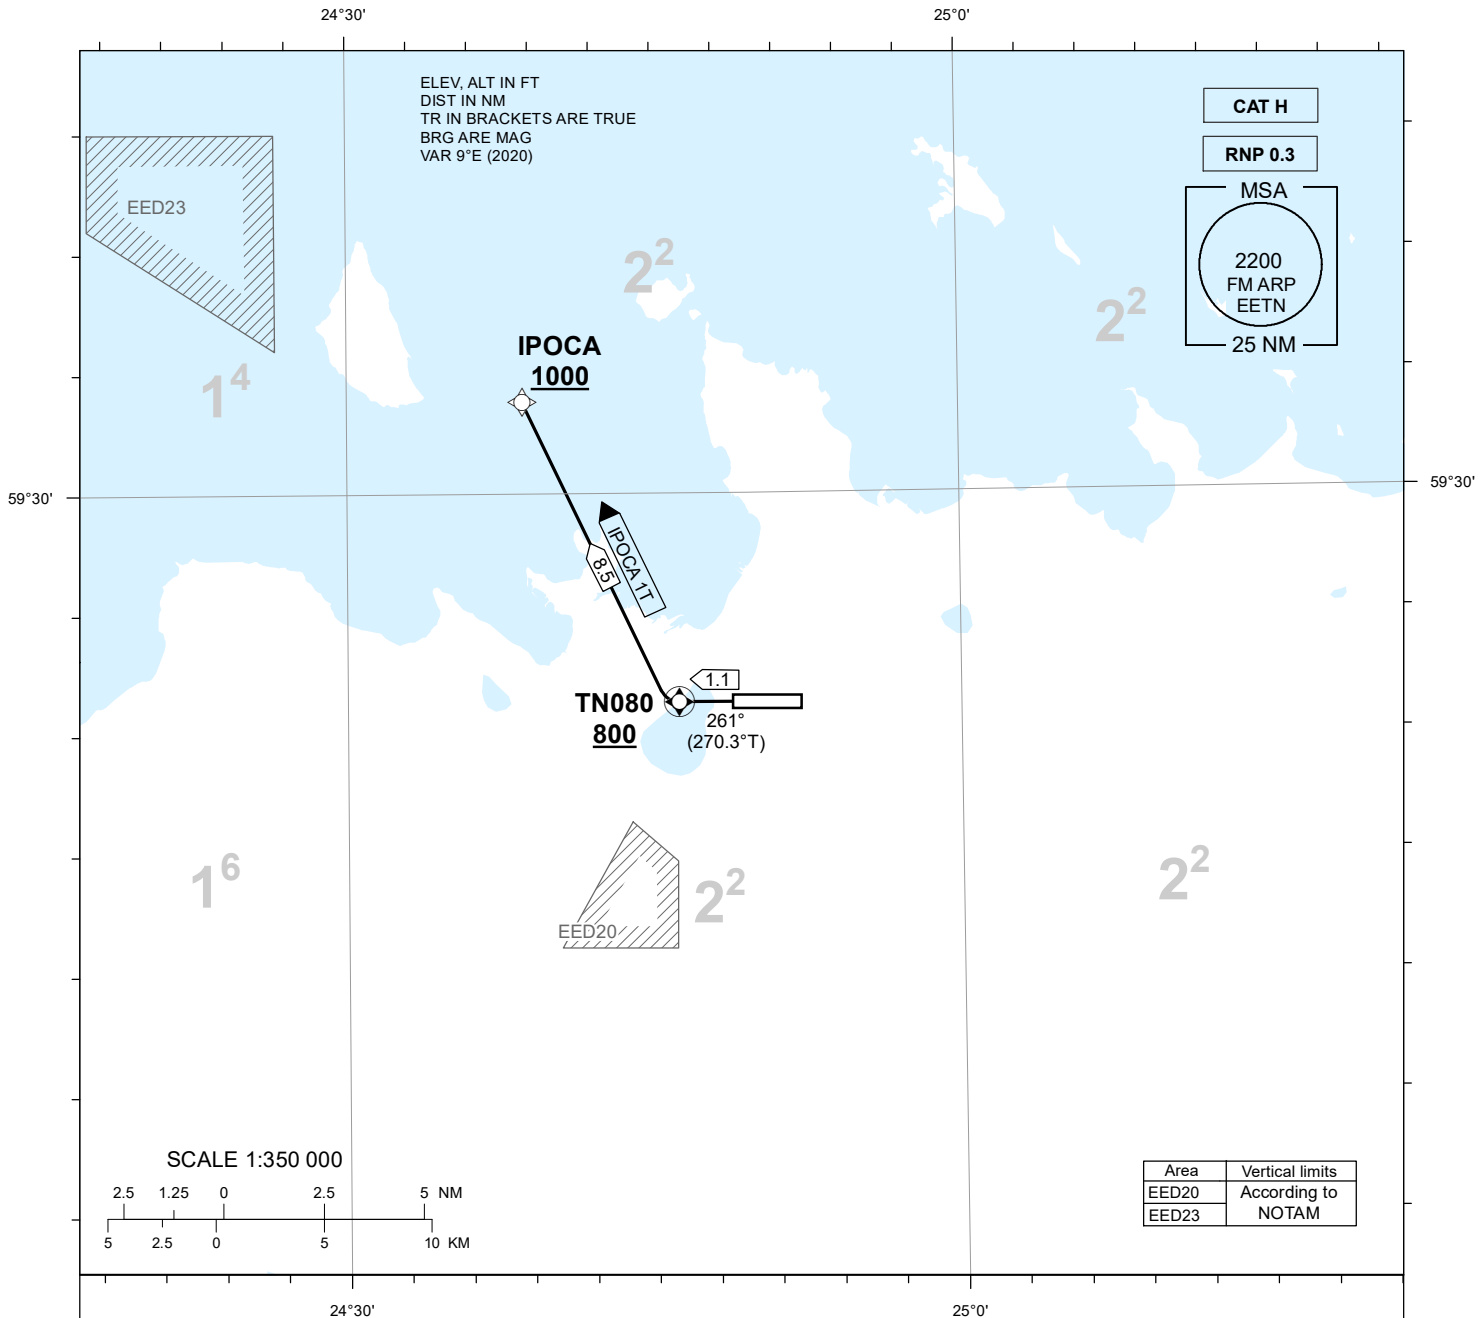 24°30'
25°0'
ELEV, ALT IN FT
DIST IN NM
TR IN BRACKETS ARE TRUE
BRG ARE MAG
VAR 9°E (2020)
CAT H
RNP 0.3
MSA
2200
FM ARP
EETN
25 NM
EED23
2²
2²
1⁴
IPOCA
1000
59°30'
59°30'
IPOCA 1T
8.5
1.1
TN080
800
261°
(270.3°T)
1⁶
2²
2²
EED20
SCALE 1:350 000
2.5 1.25 0 2.5 5 NM
5 2.5 0 5 10 KM
Area Vertical limits
EED20 According to
EED23 NOTAM
24°30'
25°0'